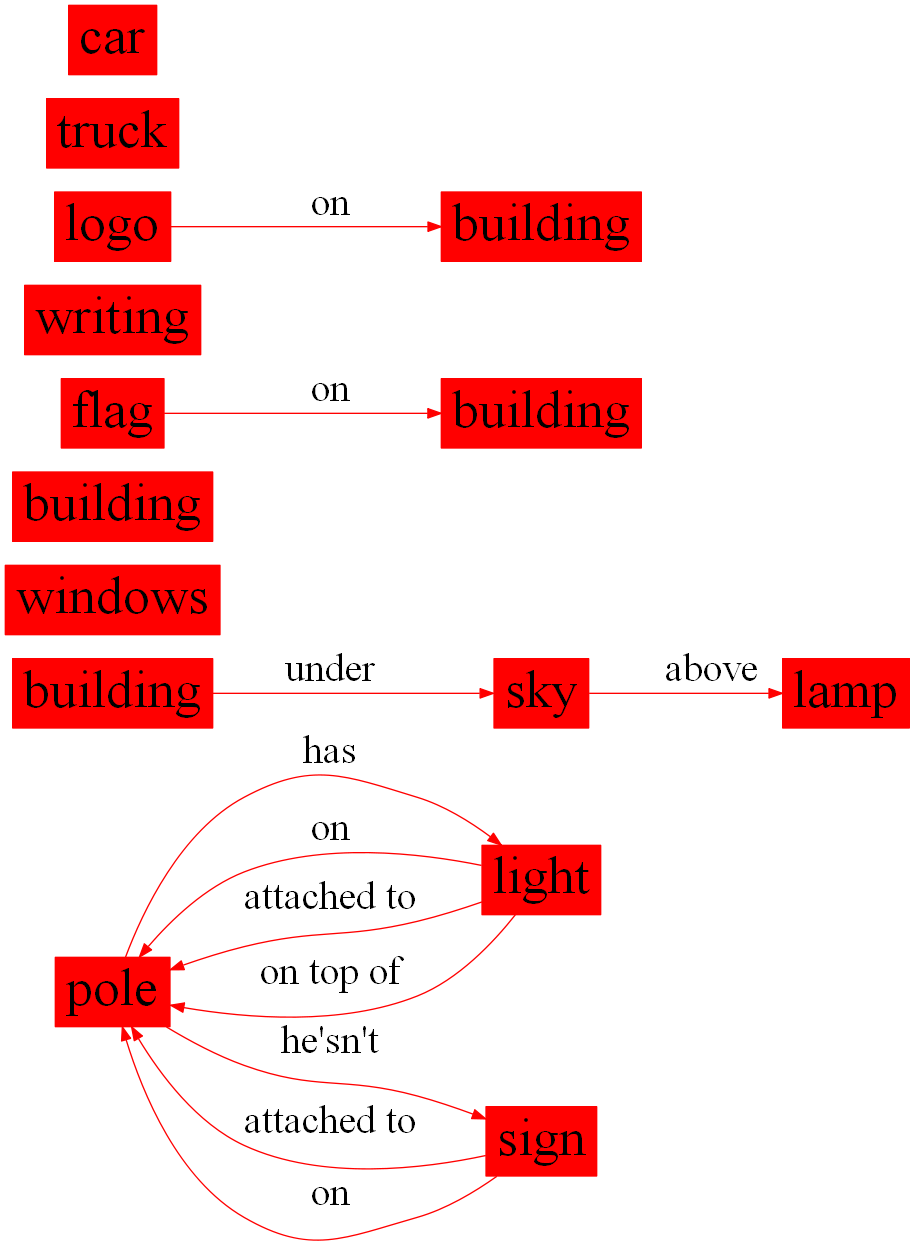 car
truck
logo on building
writing
flag on building
building
windows
building under sky above lamp
has
on
light
attached to
pole
on top of
he'sn't
attached to
sign
on